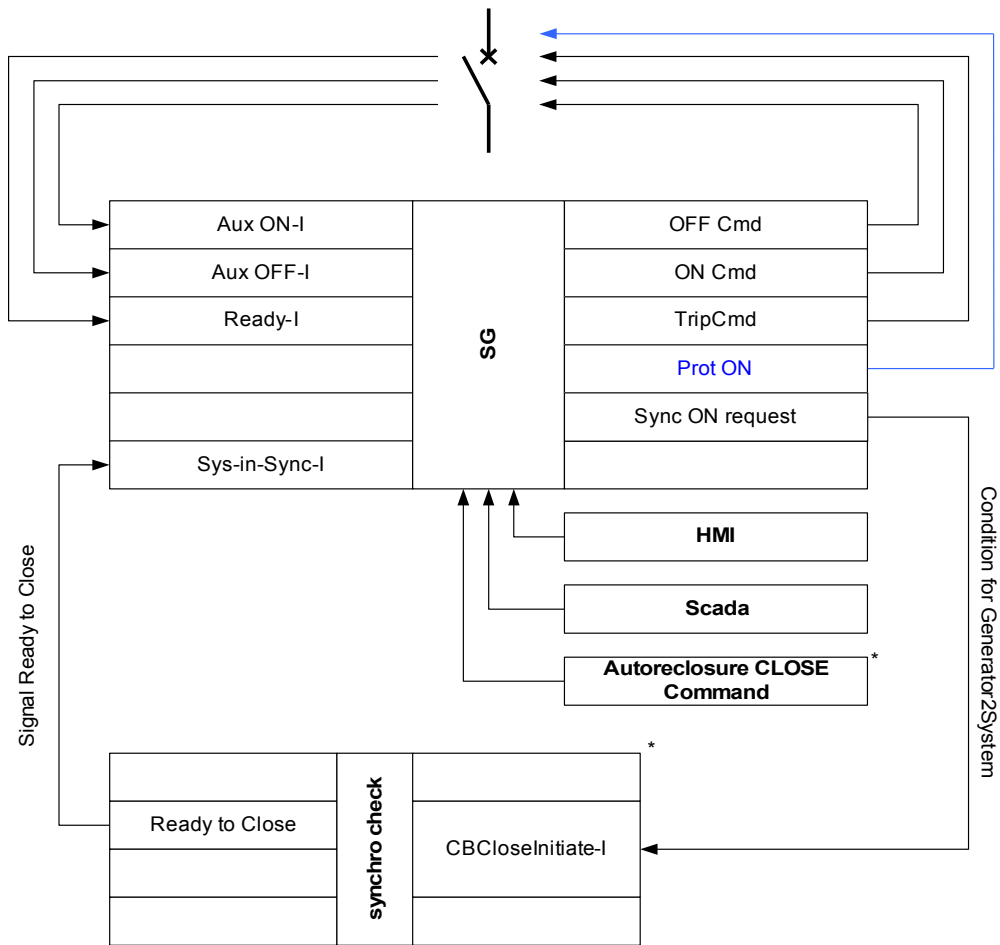 Aux ON-I
OFF Cmd
Aux OFF-I
ON Cmd
Ready-I
TripCmd
SG
Prot ON
Sync ON request
Sys-in-Sync-I
HMI
Scada
Autoreclosure CLOSE
Command
*
Signal Ready to Close
Condition for Generator2System
*
Ready to Close
synchro check
CBCloseInitiate-I